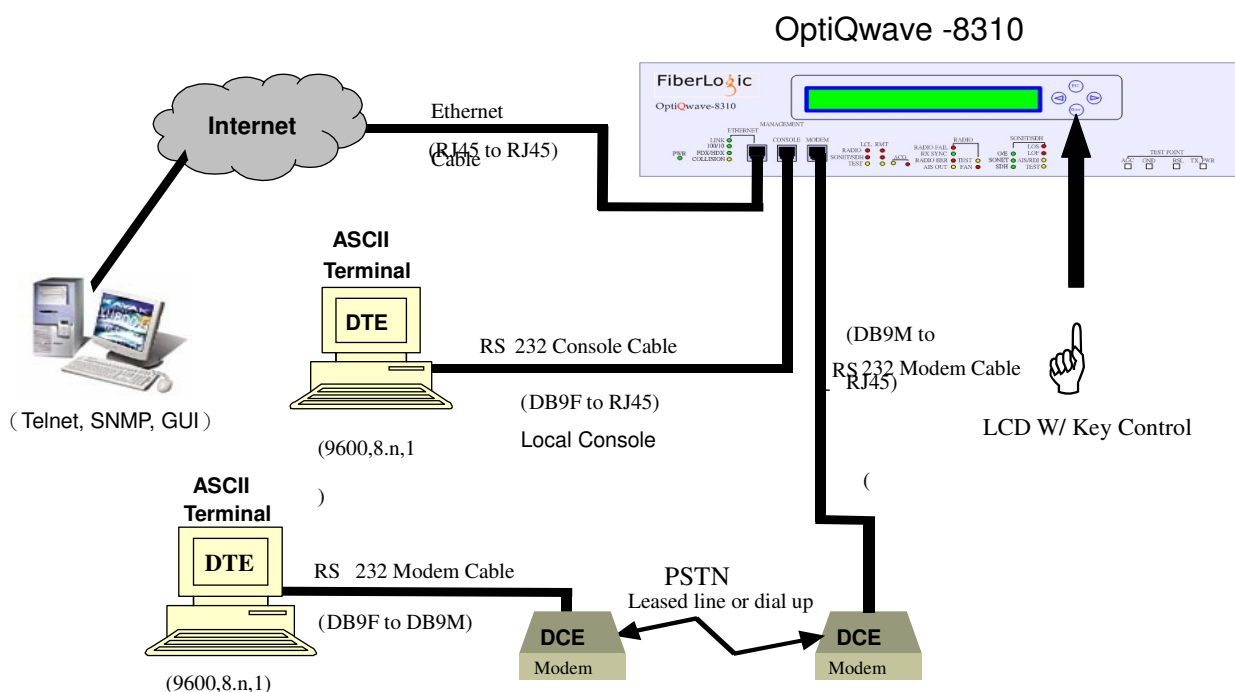 OptiQwave -8310
FiberLogic
OptiQwave-8310
ESC
Enter
MANAGEMENT
ETHERNET
CONSOLE
MODEM
LINK
100/10
FDX/HDX
COLLISION
PWR
LCL RMT
RADIO
SONET/SDH
TEST
ACO
RADIO
RADIO FAIL
RX SYNC
RADIO BER
AIS OUT
TEST
FAN
SONET/SDH
O/E
SONET
SDH
LOS
LOF
AIS/RDI
TEST
TEST POINT
AGC GND RSL TX PWR
Internet
Ethernet
(RJ45 to RJ45)
Cable
ASCII
Terminal
DTE
RS 232 Console Cable
(DB9F to RJ45)
Local Console
(9600,8.n,1
)
(Telnet, SNMP, GUI)
(DB9M to
RS 232 Modem Cable
RJ45)
(
LCD W/ Key Control
ASCII
Terminal
DTE
RS 232 Modem Cable
(DB9F to DB9M)
(9600,8.n,1)
PSTN
Leased line or dial up
DCE
Modem
DCE
Modem